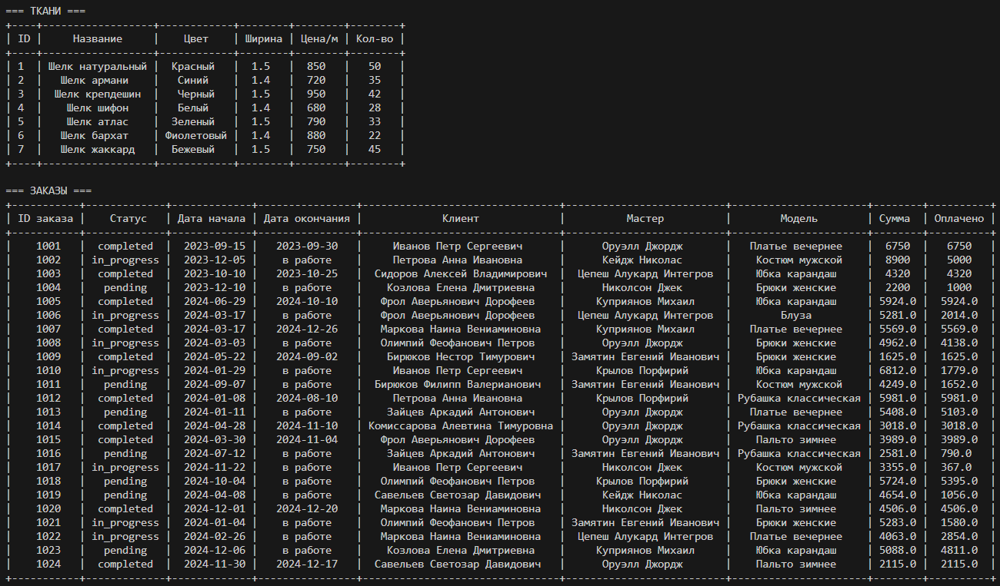 === ТКАНИ ===
+----+------------------+------------+--------+--------+--------+
| ID |     Название     |    Цвет    | Ширина | Цена/м | Кол-во |
+----+------------------+------------+--------+--------+--------+
| 1  | Шелк натуральный |  Красный   |  1.5   |  850   |   50   |
| 2  |   Шелк армани    |   Синий    |  1.4   |  720   |   35   |
| 3  |  Шелк крепдешин  |   Черный   |  1.5   |  950   |   42   |
| 4  |    Шелк шифон    |   Белый    |  1.4   |  680   |   28   |
| 5  |    Шелк атлас    |  Зеленый   |  1.5   |  790   |   33   |
| 6  |   Шелк бархат    | Фиолетовый |  1.4   |  880   |   22   |
| 7  |   Шелк жаккард   |  Бежевый   |  1.5   |  750   |   45   |
+----+------------------+------------+--------+--------+--------+
=== ЗАКАЗЫ ===
+-----------+-------------+-------------+----------------+--------------------------------+--------------------------+----------------------+--------+----------+
| ID заказа |    Статус   | Дата начала | Дата окончания |             Клиент             |          Мастер          |        Модель        | Сумма  | Оплачено |
+-----------+-------------+-------------+----------------+--------------------------------+--------------------------+----------------------+--------+----------+
| 1001 | completed | 2023-09-15 | 2023-09-30 | Иванов Петр Сергеевич | Оруэлл Джордж | Платье вечернее | 6750 | 6750 |
| 1002 | in_progress | 2023-12-05 | в работе | Петрова Анна Ивановна | Кейдж Николас | Костюм мужской | 8900 | 5000 |
| 1003 | completed | 2023-10-10 | 2023-10-25 | Сидоров Алексей Владимирович | Цепеш Алукард Интегров | Юбка карандаш | 4320 | 4320 |
| 1004 | pending | 2023-12-10 | в работе | Козлова Елена Дмитриевна | Николсон Джек | Брюки женские | 2200 | 1000 |
| 1005 | completed | 2024-06-29 | 2024-10-10 | Фрол Аверьянович Дорофеев | Куприянов Михаил | Юбка карандаш | 5924.0 | 5924.0 |
| 1006 | in_progress | 2024-03-17 | в работе | Фрол Аверьянович Дорофеев | Цепеш Алукард Интегров | Блуза | 5281.0 | 2014.0 |
| 1007 | completed | 2024-03-17 | 2024-12-26 | Маркова Наина Вениаминовна | Куприянов Михаил | Платье вечернее | 5569.0 | 5569.0 |
| 1008 | in_progress | 2024-03-03 | в работе | Олимпий Феофанович Петров | Оруэлл Джордж | Брюки женские | 4962.0 | 4138.0 |
| 1009 | completed | 2024-05-22 | 2024-09-02 | Бирюков Нестор Тимурович | Замятин Евгений Иванович | Брюки женские | 1625.0 | 1625.0 |
| 1010 | in_progress | 2024-01-29 | в работе | Иванов Петр Сергеевич | Крылов Порфирий | Юбка карандаш | 6812.0 | 1779.0 |
| 1011 | pending | 2024-09-07 | в работе | Бирюков Филипп Валерианович | Замятин Евгений Иванович | Костюм мужской | 4249.0 | 1652.0 |
| 1012 | completed | 2024-01-08 | 2024-08-10 | Петрова Анна Ивановна | Крылов Порфирий | Рубашка классическая | 5981.0 | 5981.0 |
| 1013 | pending | 2024-01-11 | в работе | Зайцев Аркадий Антонович | Оруэлл Джордж | Платье вечернее | 5408.0 | 5103.0 |
| 1014 | completed | 2024-04-28 | 2024-11-10 | Комиссарова Алевтина Тимуровна | Оруэлл Джордж | Рубашка классическая | 3018.0 | 3018.0 |
| 1015 | completed | 2024-03-30 | 2024-11-04 | Фрол Аверьянович Дорофеев | Оруэлл Джордж | Пальто зимнее | 3989.0 | 3989.0 |
| 1016 | pending | 2024-07-12 | в работе | Зайцев Аркадий Антонович | Замятин Евгений Иванович | Рубашка классическая | 2581.0 | 790.0 |
| 1017 | in_progress | 2024-11-22 | в работе | Иванов Петр Сергеевич | Николсон Джек | Костюм мужской | 3355.0 | 367.0 |
| 1018 | pending | 2024-10-04 | в работе | Олимпий Феофанович Петров | Крылов Порфирий | Брюки женские | 5724.0 | 5395.0 |
| 1019 | pending | 2024-04-08 | в работе | Савельев Светозар Давидович | Кейдж Николас | Юбка карандаш | 4654.0 | 1056.0 |
| 1020 | completed | 2024-12-01 | 2024-12-20 | Маркова Наина Вениаминовна | Николсон Джек | Пальто зимнее | 4506.0 | 4506.0 |
| 1021 | in_progress | 2024-01-04 | в работе | Олимпий Феофанович Петров | Замятин Евгений Иванович | Брюки женские | 5283.0 | 1580.0 |
| 1022 | in_progress | 2024-02-26 | в работе | Маркова Наина Вениаминовна | Цепеш Алукард Интегров | Платье вечернее | 4063.0 | 2854.0 |
| 1023 | pending | 2024-12-06 | в работе | Козлова Елена Дмитриевна | Куприянов Михаил | Юбка карандаш | 5088.0 | 4811.0 |
| 1024 | completed | 2024-11-30 | 2024-12-17 | Савельев Светозар Давидович | Оруэлл Джордж | Пальто зимнее | 2115.0 | 2115.0 |
+-----------+-------------+-------------+----------------+--------------------------------+--------------------------+----------------------+--------+----------+